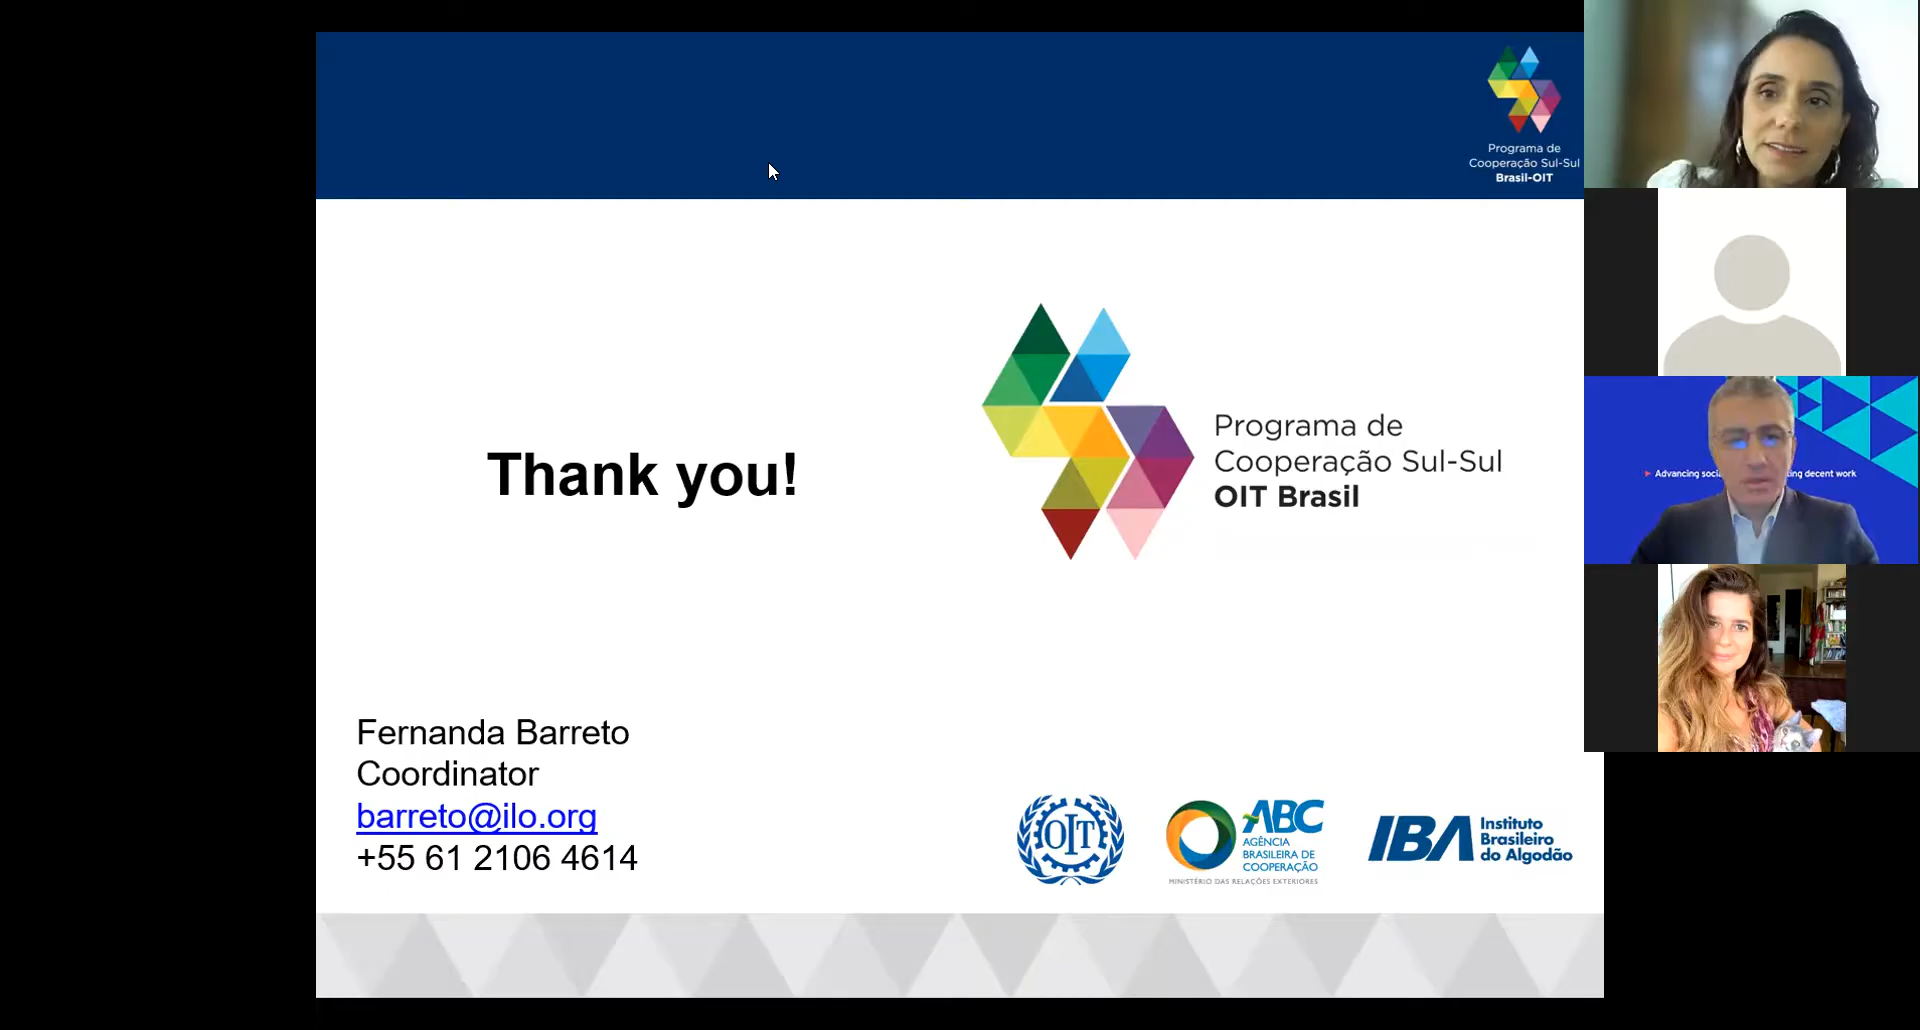 Programa de
Cooperação Sul-Sul
Brasil-OIT
Thank you!
Programa de
Cooperação Sul-Sul
OIT Brasil
Advancing soci ng decent work
Fernanda Barreto
Coordinator
barreto@ilo.org
+55 61 2106 4614
OIT
ABC
AGÊNCIA
BRASILEIRA DE
COOPERAÇÃO
MINISTÉRIO DAS RELAÇÕES EXTERIORES
IBA
Instituto
Brasileiro
do Algodão